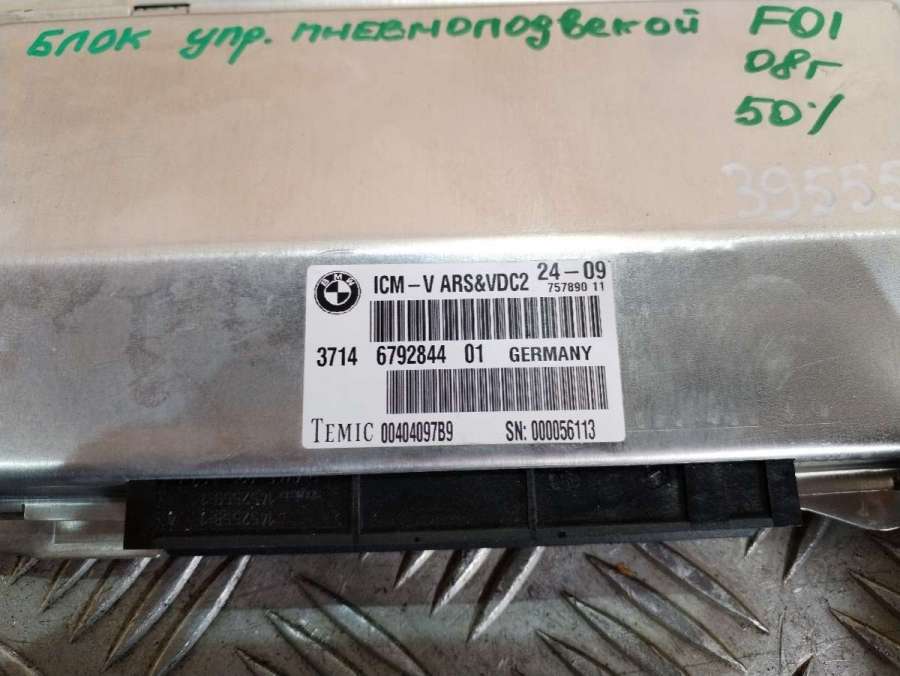 БЛОК упр. пневмоподвекой F01
08г
50%
39555
BMW
ICM-V ARS&VDC2 24-09
757890 11
3714 6792844 01 GERMANY
TEMIC 00404097B9 SN: 000056113